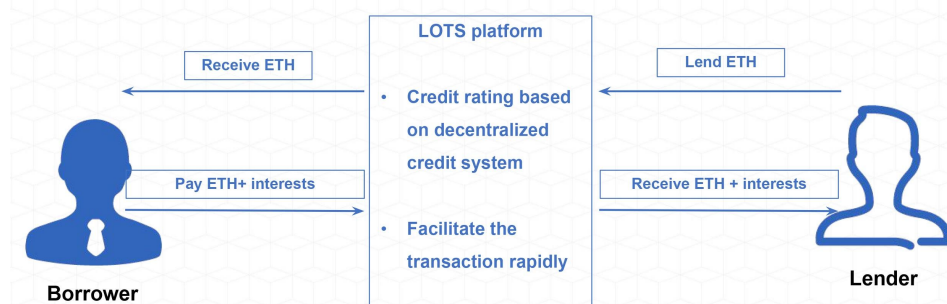 LOTS platform
Receive ETH
Lend ETH
• Credit rating based
on decentralized
credit system
Pay ETH+ interests
Receive ETH + interests
• Facilitate the
transaction rapidly
Borrower
Lender